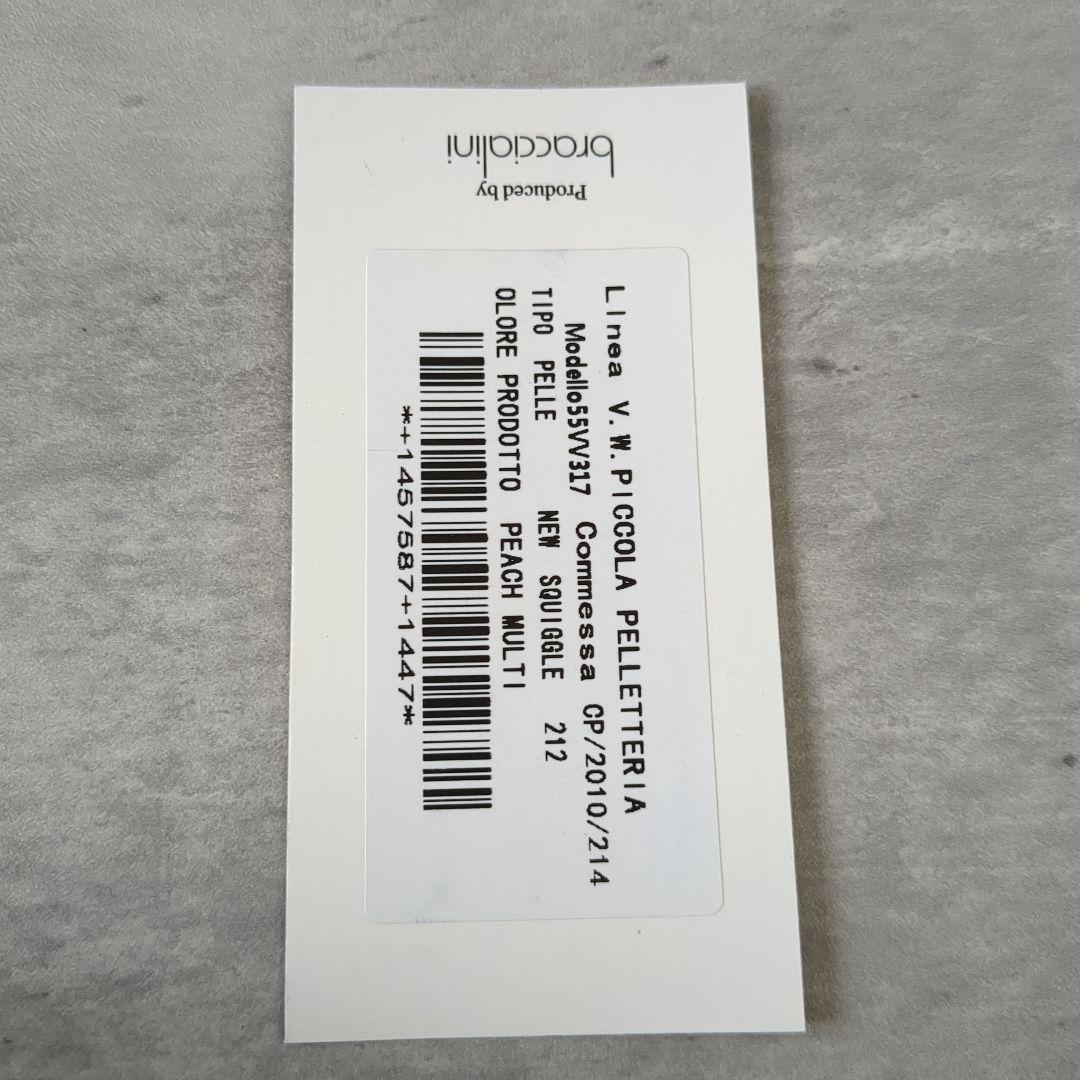 Produced by
braccialini
Linea V.W.PICCOLA PELLETTERIA
Modello55VV317 Commessa CP/2010/214
TIPO PELLE NEW SQUIGGLE 212
OLORE PRODOTTO PEACH MULTI
*+1457587+1447*